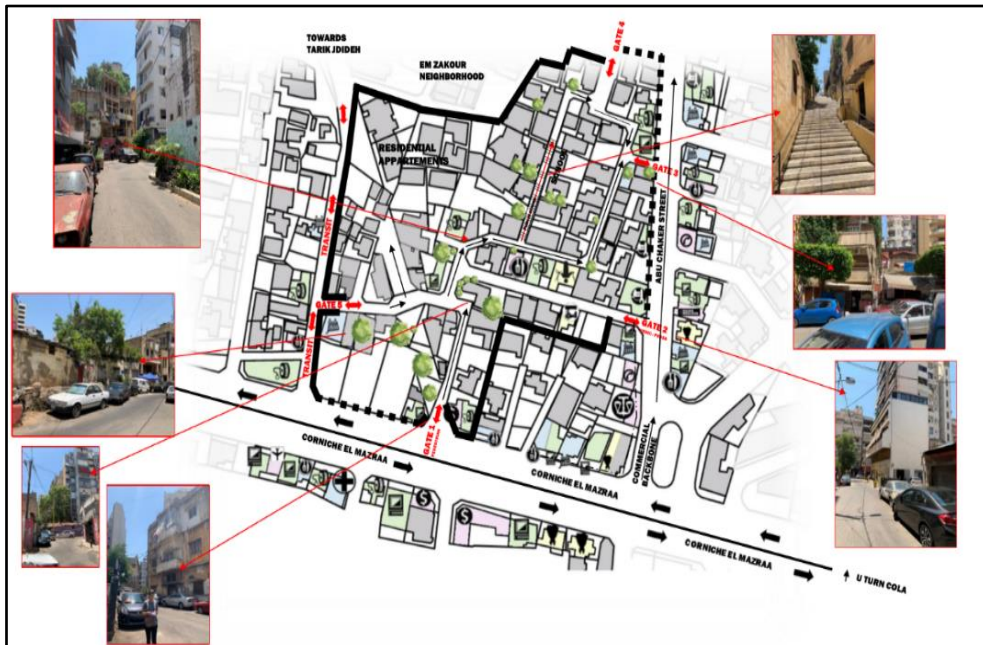 TOWARDS
TARIK JDIDEH
EM ZAKOUR
NEIGHBORHOOD
GATE 4
RESIDENTIAL
APPARTEMENTS
GATE 3
ABU CHAKER STREET
TRANSIT
GATE 5
GATE 2
TRANSIT
GATE 1
COMMERCIAL
BACKBONE
CORNICHE EL MAZRAA
CORNICHE EL MAZRAA
CORNICHE EL MAZRAA
U TURN COLA